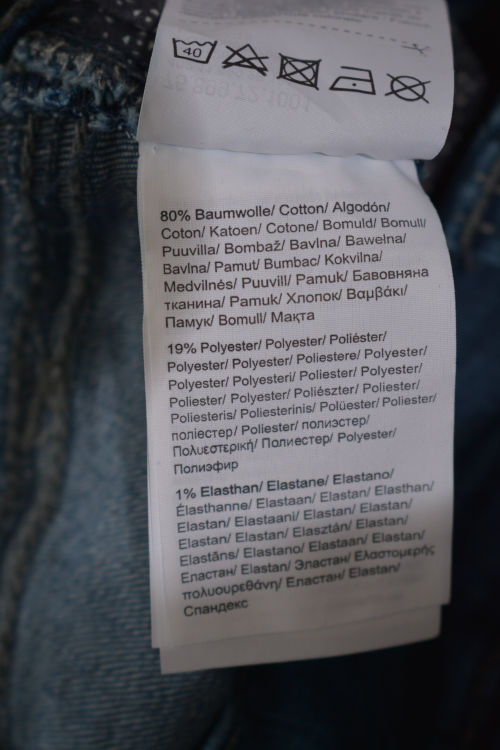 40
80% Baumwolle/ Cotton/ Algodón/
Coton/ Katoen/ Cotone/ Bomuld/ Bomull/
Puuvilla/ Bombaž/ Bavlna/ Bawełna/
Bavlna/ Pamut/ Bumbac/ Kokvilna/
Medvilnės/ Puuvill/ Pamuk/ Бавовняна
тканина/ Pamuk/ Хлопок/ Βαμβάκι/
Памук/ Bomull/ Мақта
19% Polyester/ Polyester/ Poliéster/
Polyester/ Polyester/ Poliestere/ Polyester/
Polyester/ Polyesteri/ Poliester/ Polyester/
Poliester/ Polyester/ Poliészter/ Poliester/
Poliesteris/ Poliesterinis/ Polüester/ Poliester/
поліестер/ Poliester/ полиэстер/
Πολυεστερική/ Полиестер/ Polyester/
Полиэфир
1% Elasthan/ Elastane/ Elastano/
Élasthanne/ Elastaan/ Elastan/ Elasthan/
Elastan/ Elastaani/ Elastan/ Elastan/
Elastan/ Elastan/ Elasztán/ Elastan/
Elastāns/ Elastano/ Elastaan/ Elastan/
Еластан/ Elastan/ Эластан/ Ελαστομερής
πολυουρεθάνη/ Еластан/ Elastan/
Спандекс